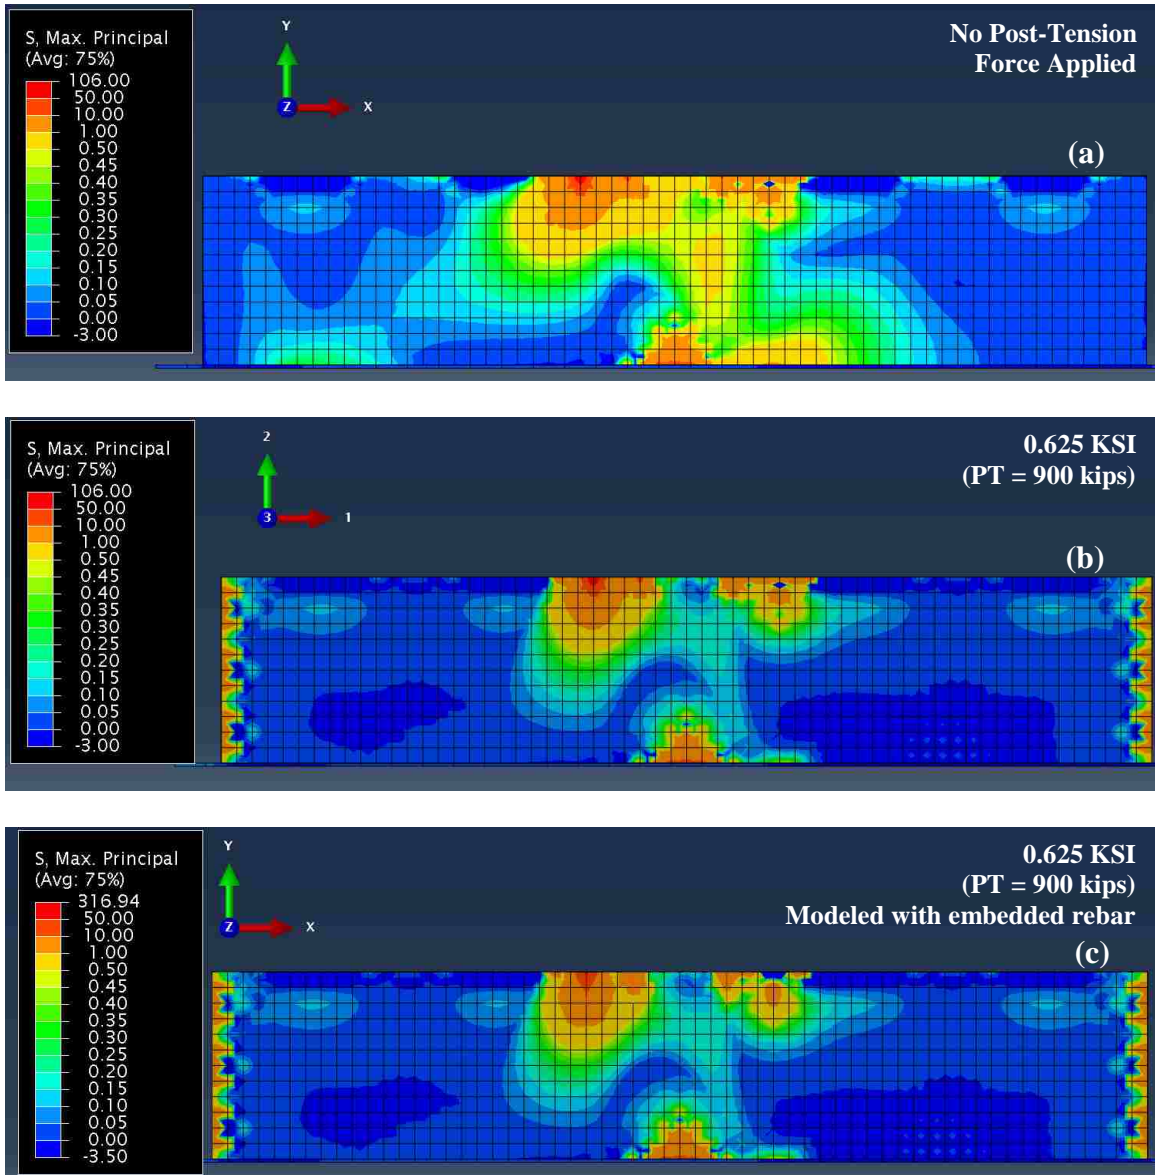 S, Max. Principal
(Avg: 75%)
106.00
50.00
10.00
1.00
0.50
0.45
0.40
0.35
0.30
0.25
0.20
0.15
0.10
0.05
0.00
-3.00
Y
Z
X
No Post-Tension
Force Applied
(a)
S, Max. Principal
(Avg: 75%)
106.00
50.00
10.00
1.00
0.50
0.45
0.40
0.35
0.30
0.25
0.20
0.15
0.10
0.05
0.00
-3.00
2
3
1
0.625 KSI
(PT = 900 kips)
(b)
S, Max. Principal
(Avg: 75%)
316.94
50.00
10.00
1.00
0.50
0.45
0.40
0.35
0.30
0.25
0.20
0.15
0.10
0.05
0.00
-3.50
Y
Z
X
0.625 KSI
(PT = 900 kips)
Modeled with embedded rebar
(c)